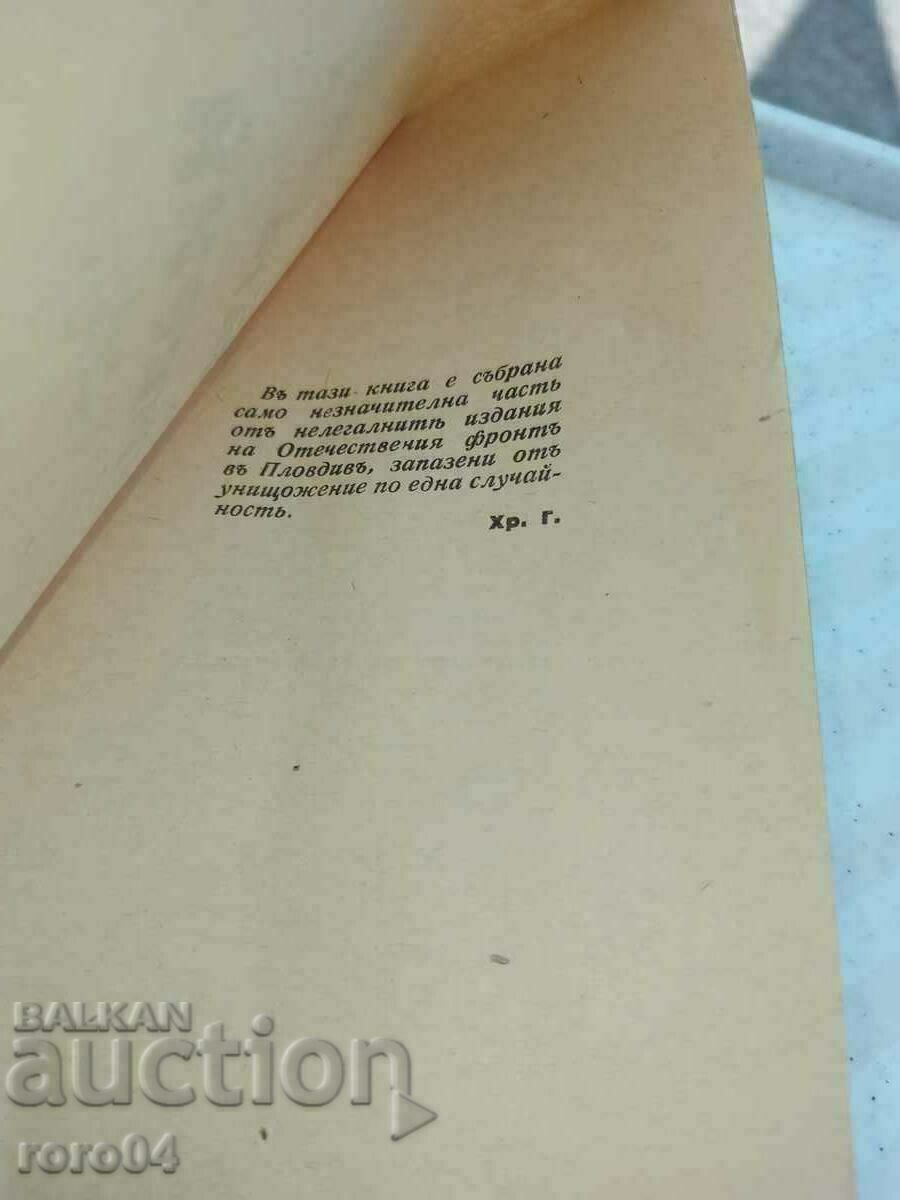 Въ тази книга е събрана
само незначителна часть
отъ нелегалнитѣ издания
на Отечествения фронтъ
въ Пловдивъ, запазени отъ
унищожение по една случай-
ность.
Хр. Г.
BALKAN
auction
roro04